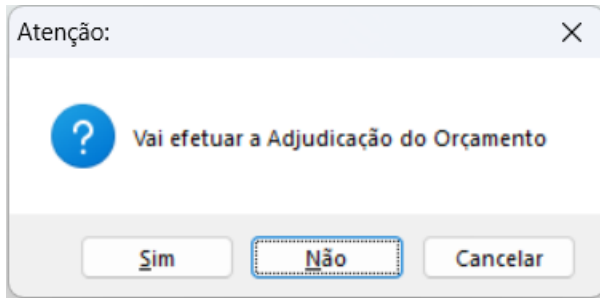 Atenção:
?
Vai efetuar a Adjudicação do Orçamento
Sim
Não
Cancelar